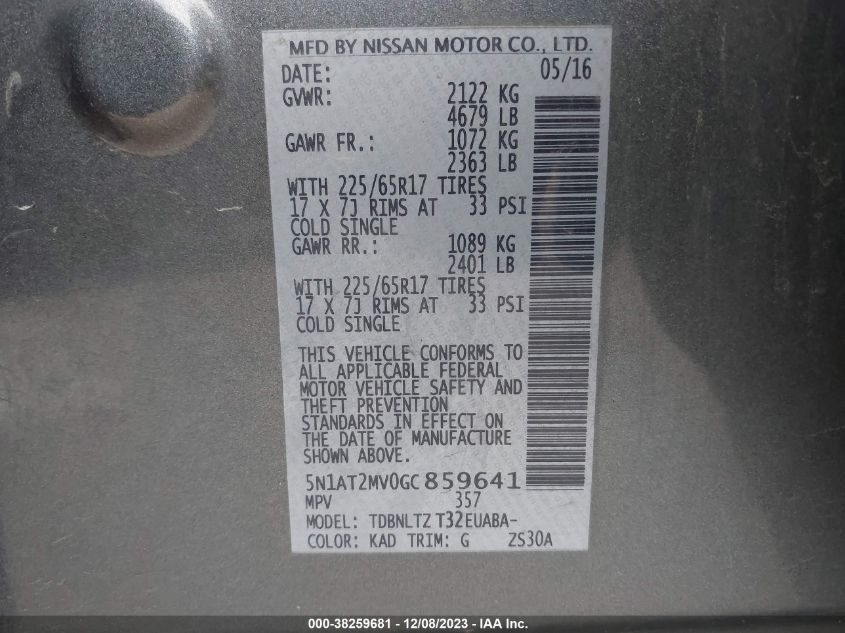 MFD BY NISSAN MOTOR CO., LTD.
DATE: 05/16
GVWR: 2122 KG
4679 LB
GAWR FR.: 1072 KG
2363 LB
WITH 225/65R17 TIRES
17 X 7J RIMS AT 33 PSI
COLD SINGLE
GAWR RR.: 1089 KG
2401 LB
WITH 225/65R17 TIRES
17 X 7J RIMS AT 33 PSI
COLD SINGLE
THIS VEHICLE CONFORMS TO
ALL APPLICABLE FEDERAL
MOTOR VEHICLE SAFETY AND
THEFT PREVENTION
STANDARDS IN EFFECT ON
THE DATE OF MANUFACTURE
SHOWN ABOVE.
5N1AT2MV0GC859641
MPV 357
MODEL: TDBNLTZ T32EUABA-
COLOR: KAD TRIM: G ZS30A
000-38259681 - 12/08/2023 - IAA Inc.